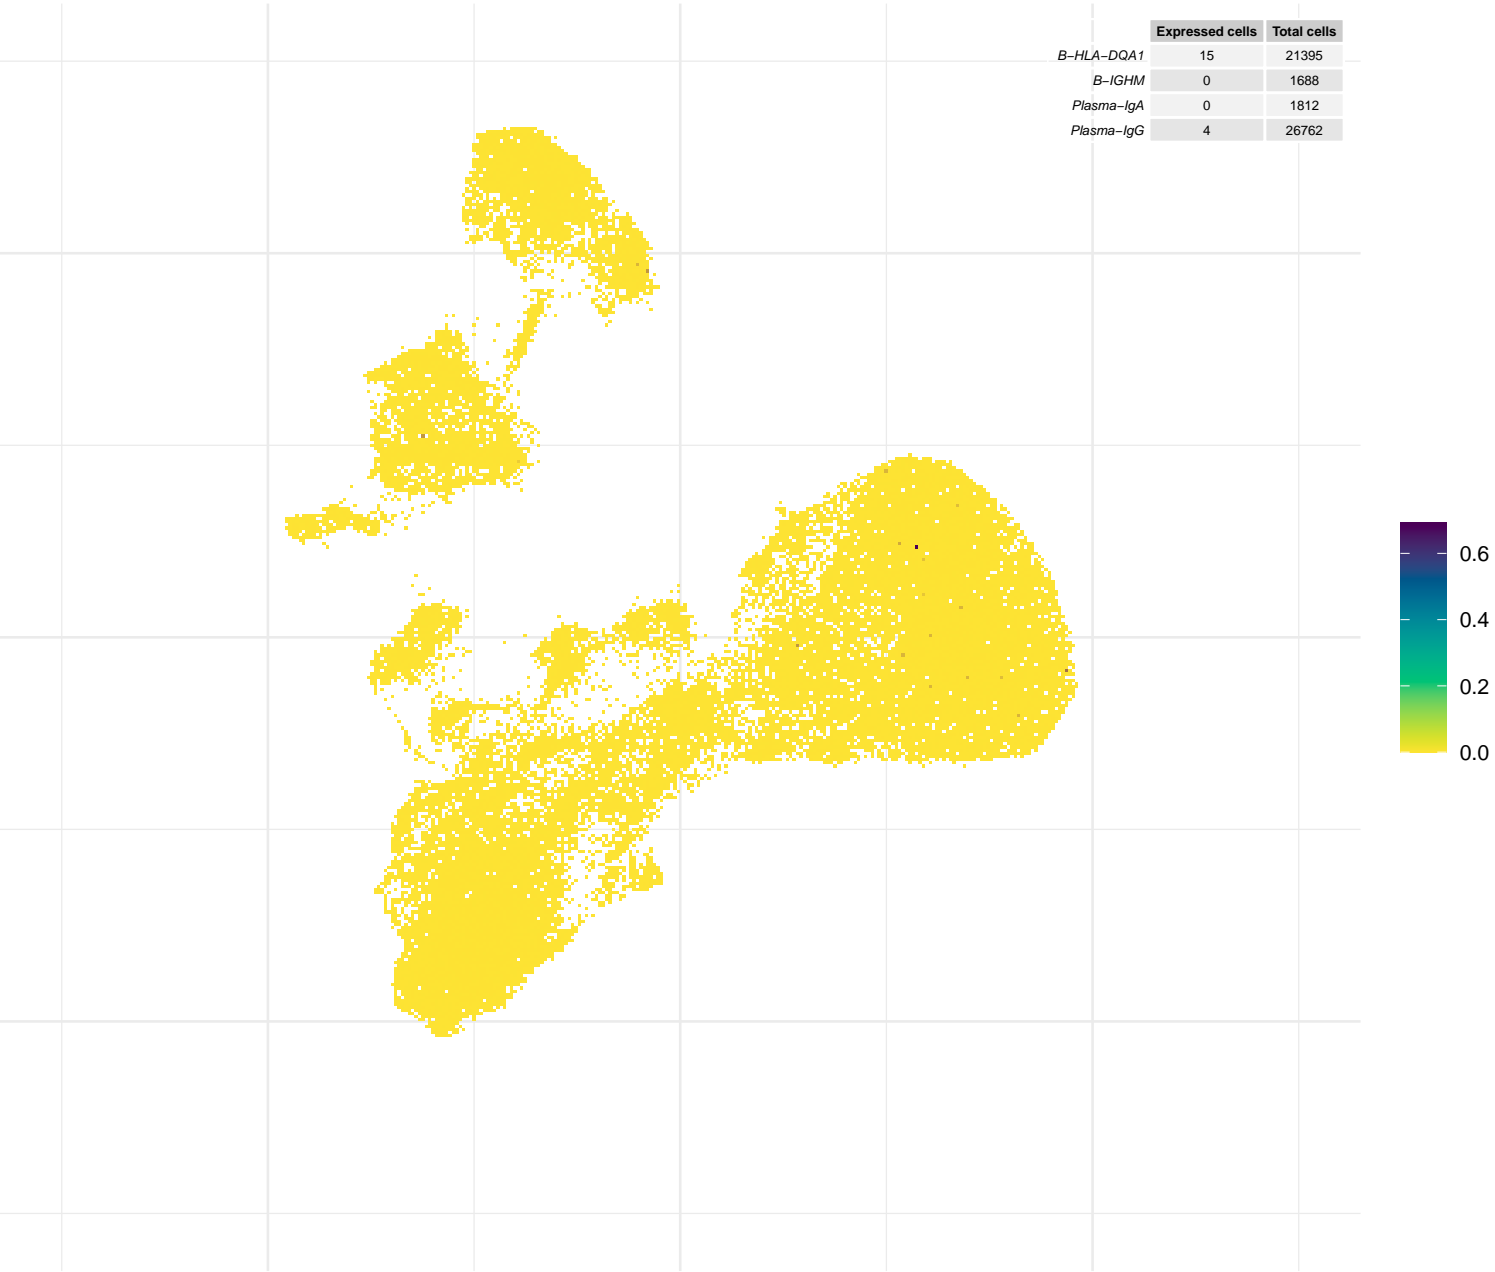 Expressed cells Total cells
B−HLA−DQA1 15 21395
B−IGHM 0 1688
Plasma−IgA 0 1812
Plasma−IgG 4 26762
0.6
0.4
0.2
0.0